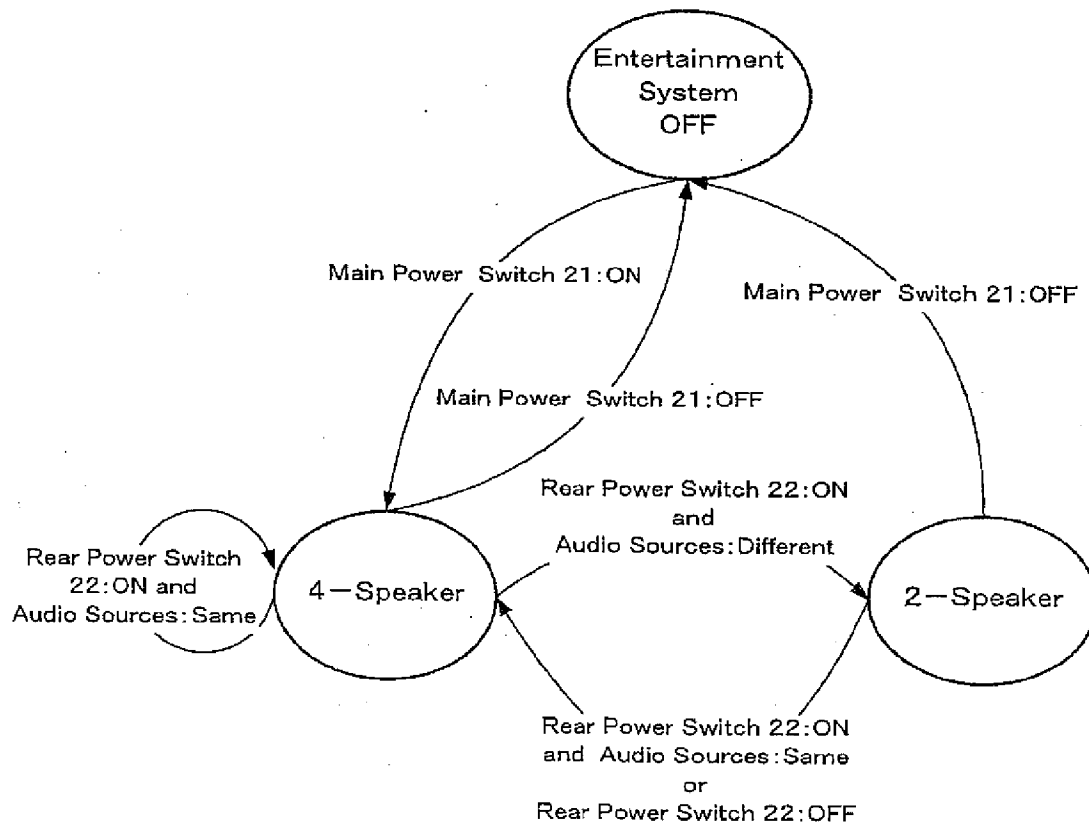 Entertainment
System
OFF
Main Power Switch 21:ON
Main Power Switch 21:OFF
Main Power Switch 21:OFF
Rear Power Switch 22:ON
and
Audio Sources:Different
Rear Power Switch
22:ON and
Audio Sources:Same
4-Speaker
2-Speaker
Rear Power Switch 22:ON
and Audio Sources:Same
or
Rear Power Switch 22:OFF